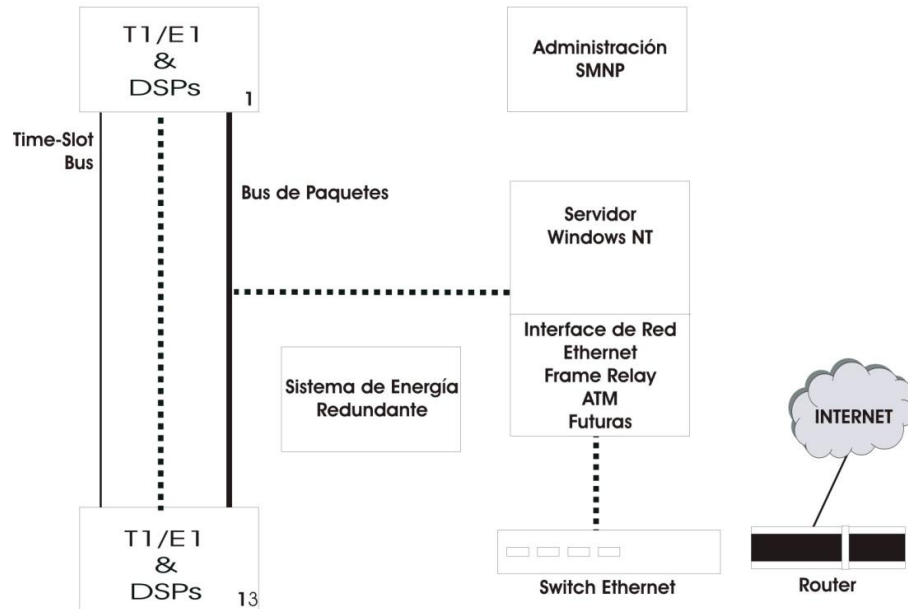 T1/E1
&
DSPs
1
Administración
SMNP
Time-Slot
Bus
Bus de Paquetes
Servidor
Windows NT
Interface de Red
Ethernet
Frame Relay
ATM
Futuras
Sistema de Energía
Redundante
INTERNET
T1/E1
&
DSPs
13
Switch Ethernet
Router